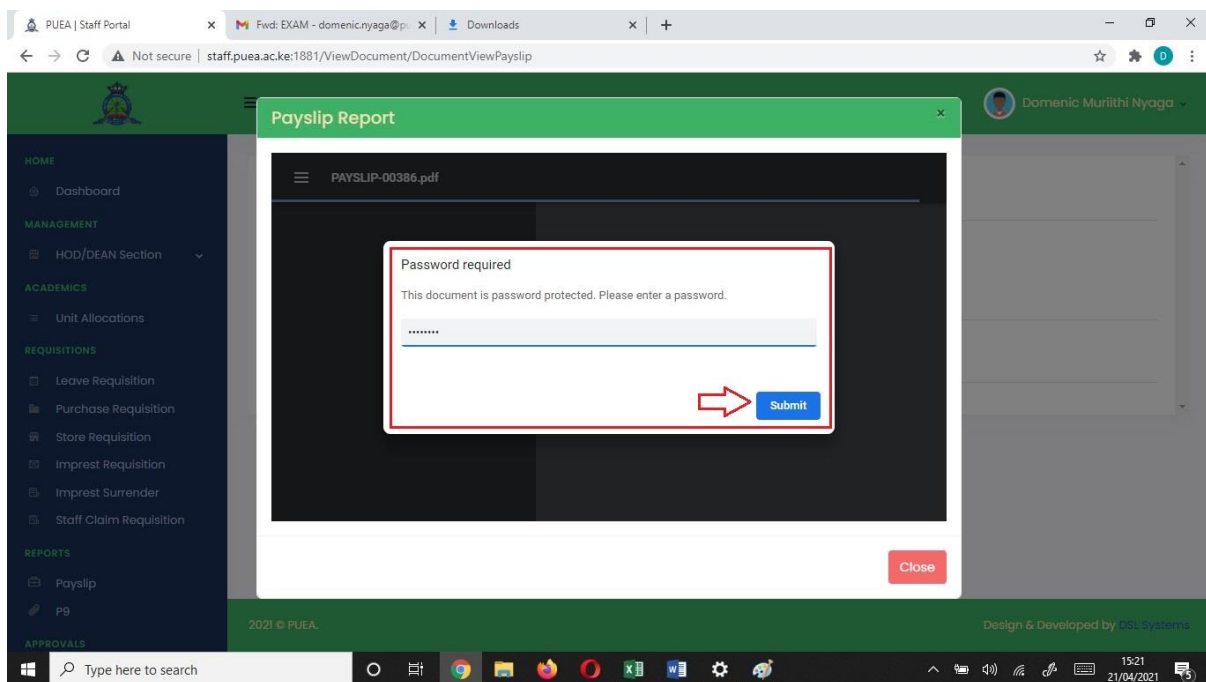 PUEA | Staff Portal
Fwd: EXAM - domenic.nyaga@pu
Downloads
Not secure | staff.puea.ac.ke:1881/ViewDocument/DocumentViewPayslip
D
Payslip Report
Domenic Muriithi Nyaga
PAYSLIP-00386.pdf
HOME
Dashboard
MANAGEMENT
HOD/DEAN Section
ACADEMICS
Unit Allocations
REQUISITIONS
Leave Requisition
Purchase Requisition
Store Requisition
Imprest Requisition
Imprest Surrender
Staff Claim Requisition
REPORTS
Payslip
P9
APPROVALS
Password required
This document is password protected. Please enter a password.
••••••••
Submit
Close
2021 © PUEA.
Design & Developed by DSL Systems
Type here to search
15:21
21/04/2021
5